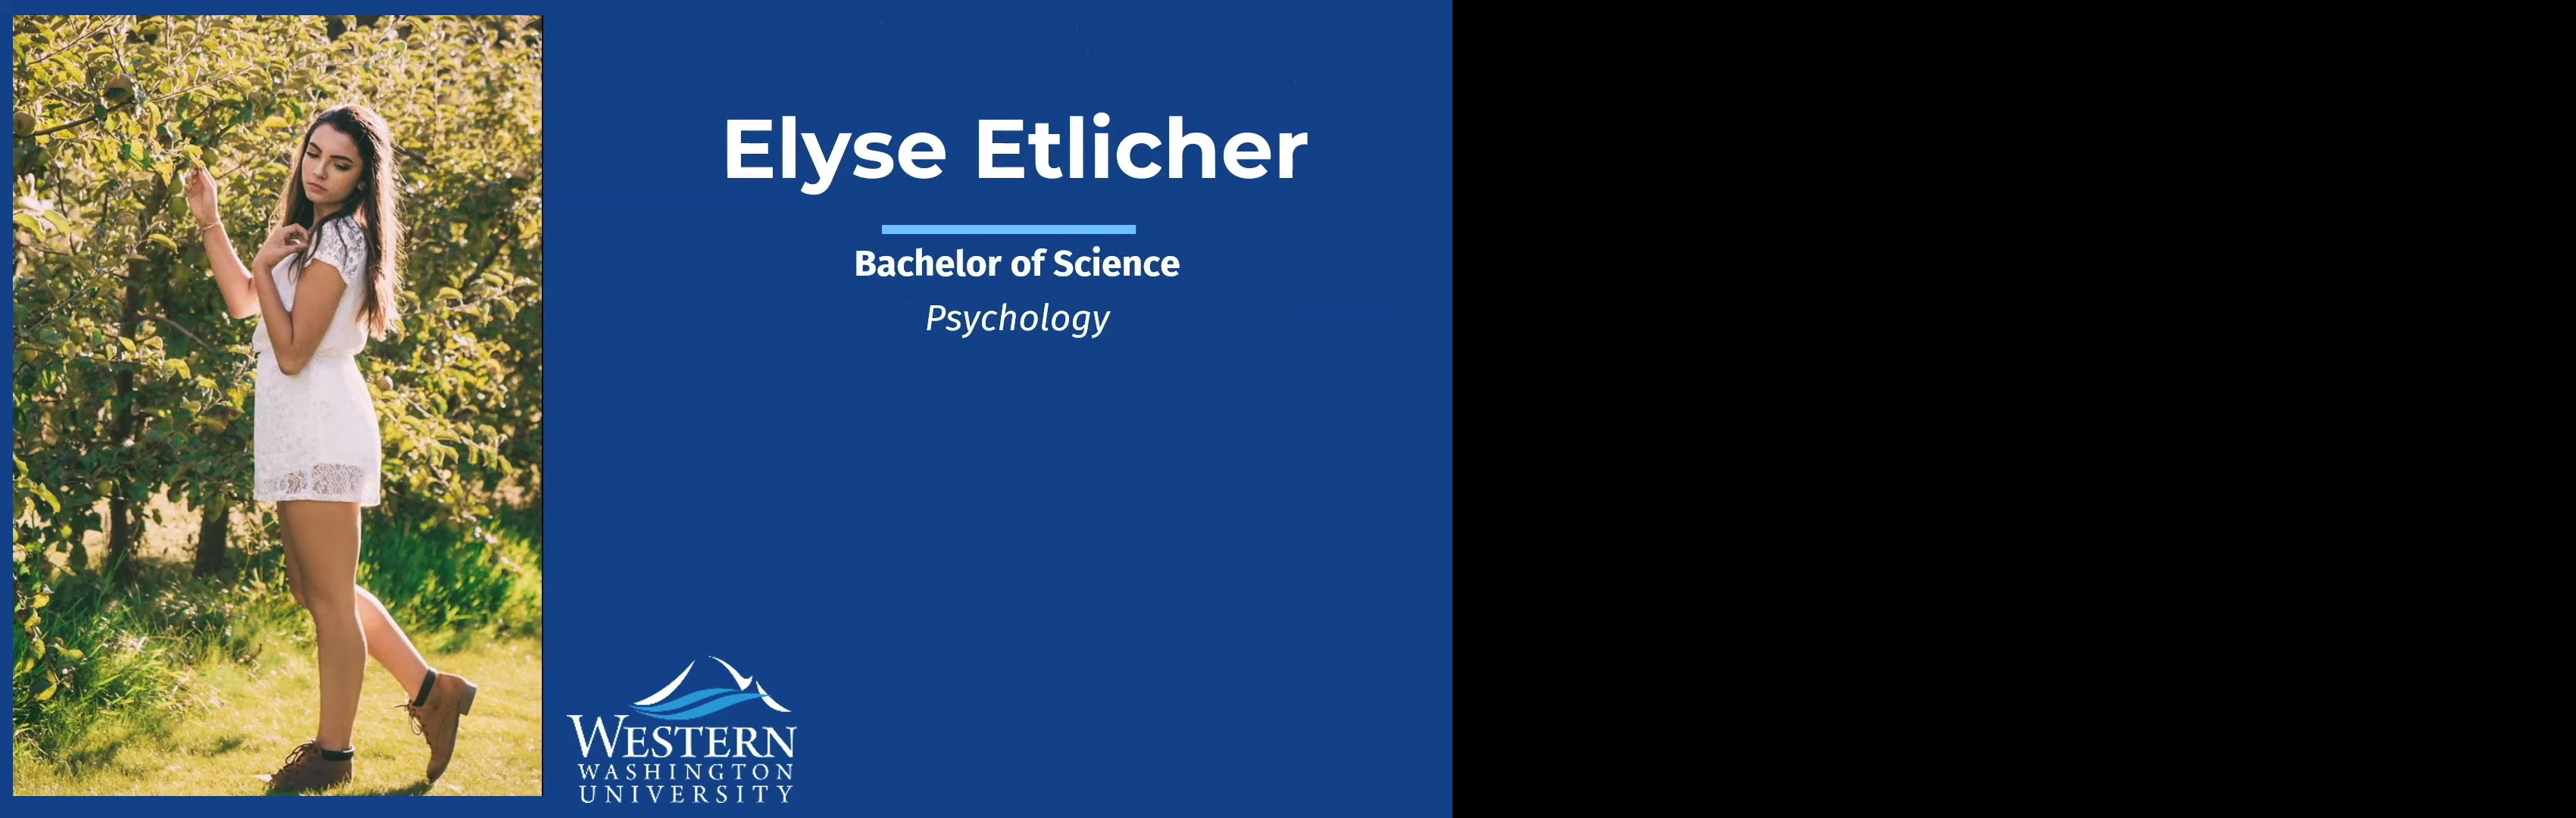 Elyse Etlicher
Bachelor of Science
Psychology
WESTERN
WASHINGTON
UNIVERSITY